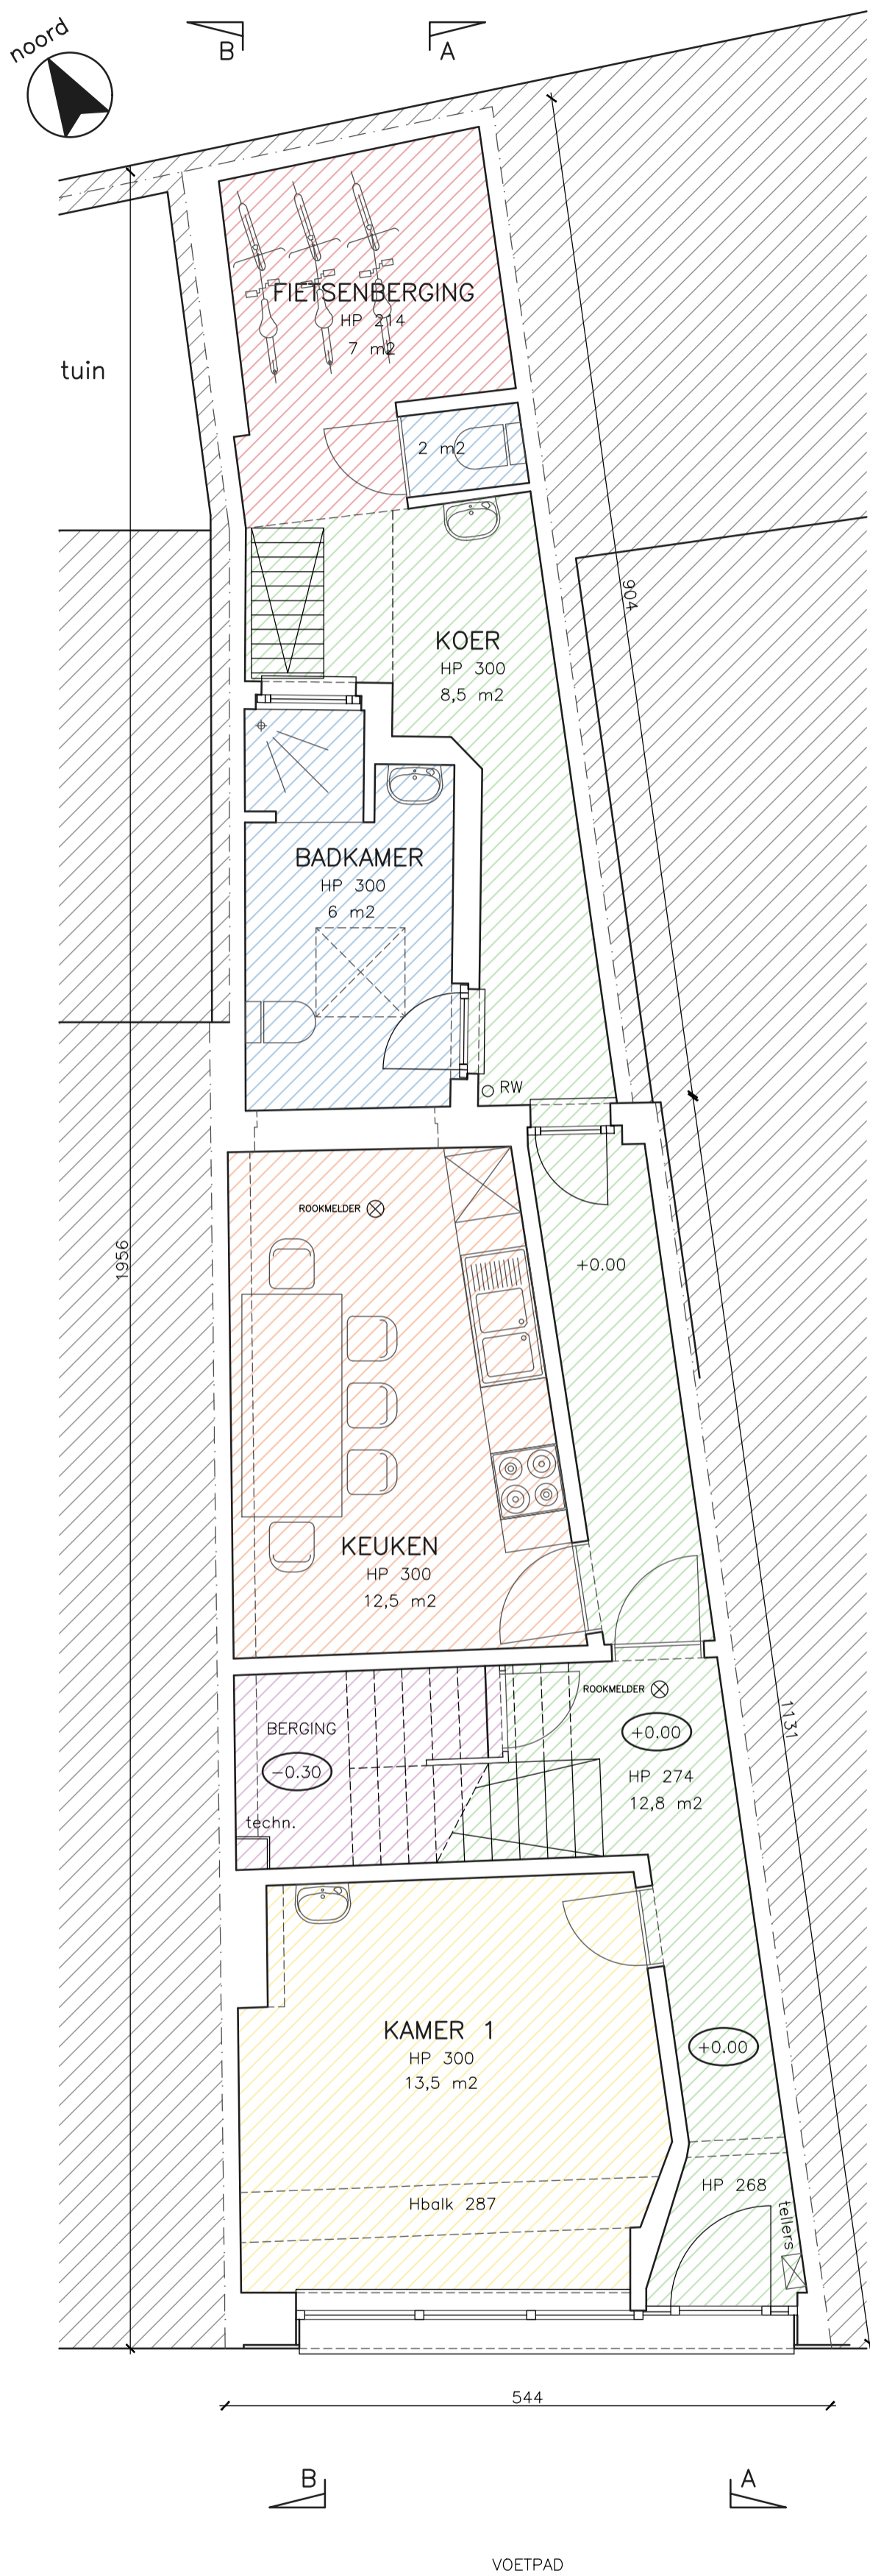 noord
B
A
FIETSENBERGING
HP 214
7 m2
tuin
2 m2
904
KOER
HP 300
8,5 m2
BADKAMER
HP 300
6 m2
RW
ROOKMELDER
+0.00
1956
KEUKEN
HP 300
12,5 m2
ROOKMELDER
BERGING
+0.00
1131
-0.30
HP 274
12,8 m2
techn.
KAMER 1
HP 300
13,5 m2
+0.00
HP 268
Hbalk 287
tellers
544
B
A
VOETPAD